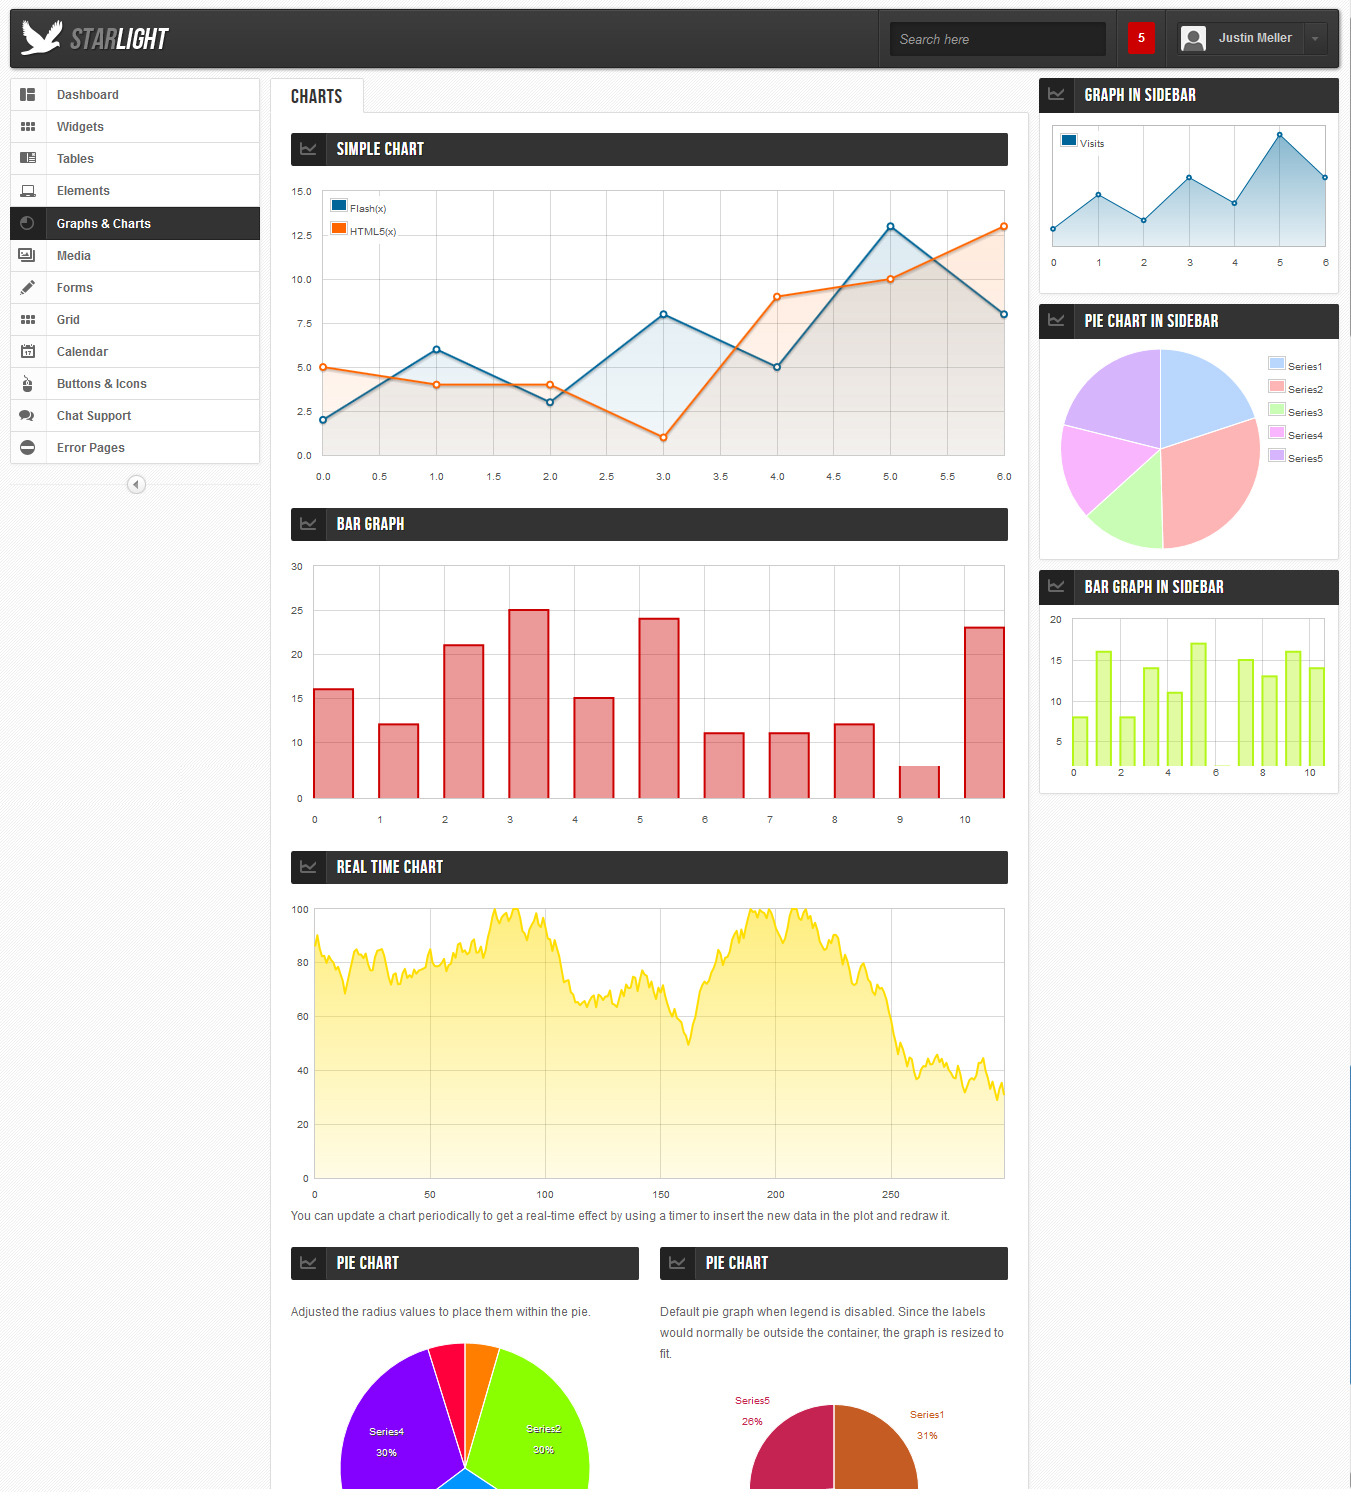 STARLIGHT
Search here
5
Justin Meller
Dashboard
Widgets
Tables
Elements
Graphs & Charts
Media
Forms
Grid
17
Calendar
Buttons & Icons
Chat Support
Error Pages
CHARTS
SIMPLE CHART
Flash(x)
HTML5(x)
15.0
12.5
10.0
7.5
5.0
2.5
0.0
0.0 0.5 1.0 1.5 2.0 2.5 3.0 3.5 4.0 4.5 5.0 5.5 6.0
BAR GRAPH
30
25
20
15
10
0
0 1 2 3 4 5 6 7 8 9 10
REAL TIME CHART
100
80
60
40
20
0
0 50 100 150 200 250
You can update a chart periodically to get a real-time effect by using a timer to insert the new data in the plot and redraw it.
PIE CHART
Adjusted the radius values to place them within the pie.
Series4
30%
Series2
30%
PIE CHART
Default pie graph when legend is disabled. Since the labels
would normally be outside the container, the graph is resized to
fit.
Series5
26%
Series1
31%
GRAPH IN SIDEBAR
Visits
0 1 2 3 4 5 6
PIE CHART IN SIDEBAR
Series1
Series2
Series3
Series4
Series5
BAR GRAPH IN SIDEBAR
20
15
10
5
0 2 4 6 8 10